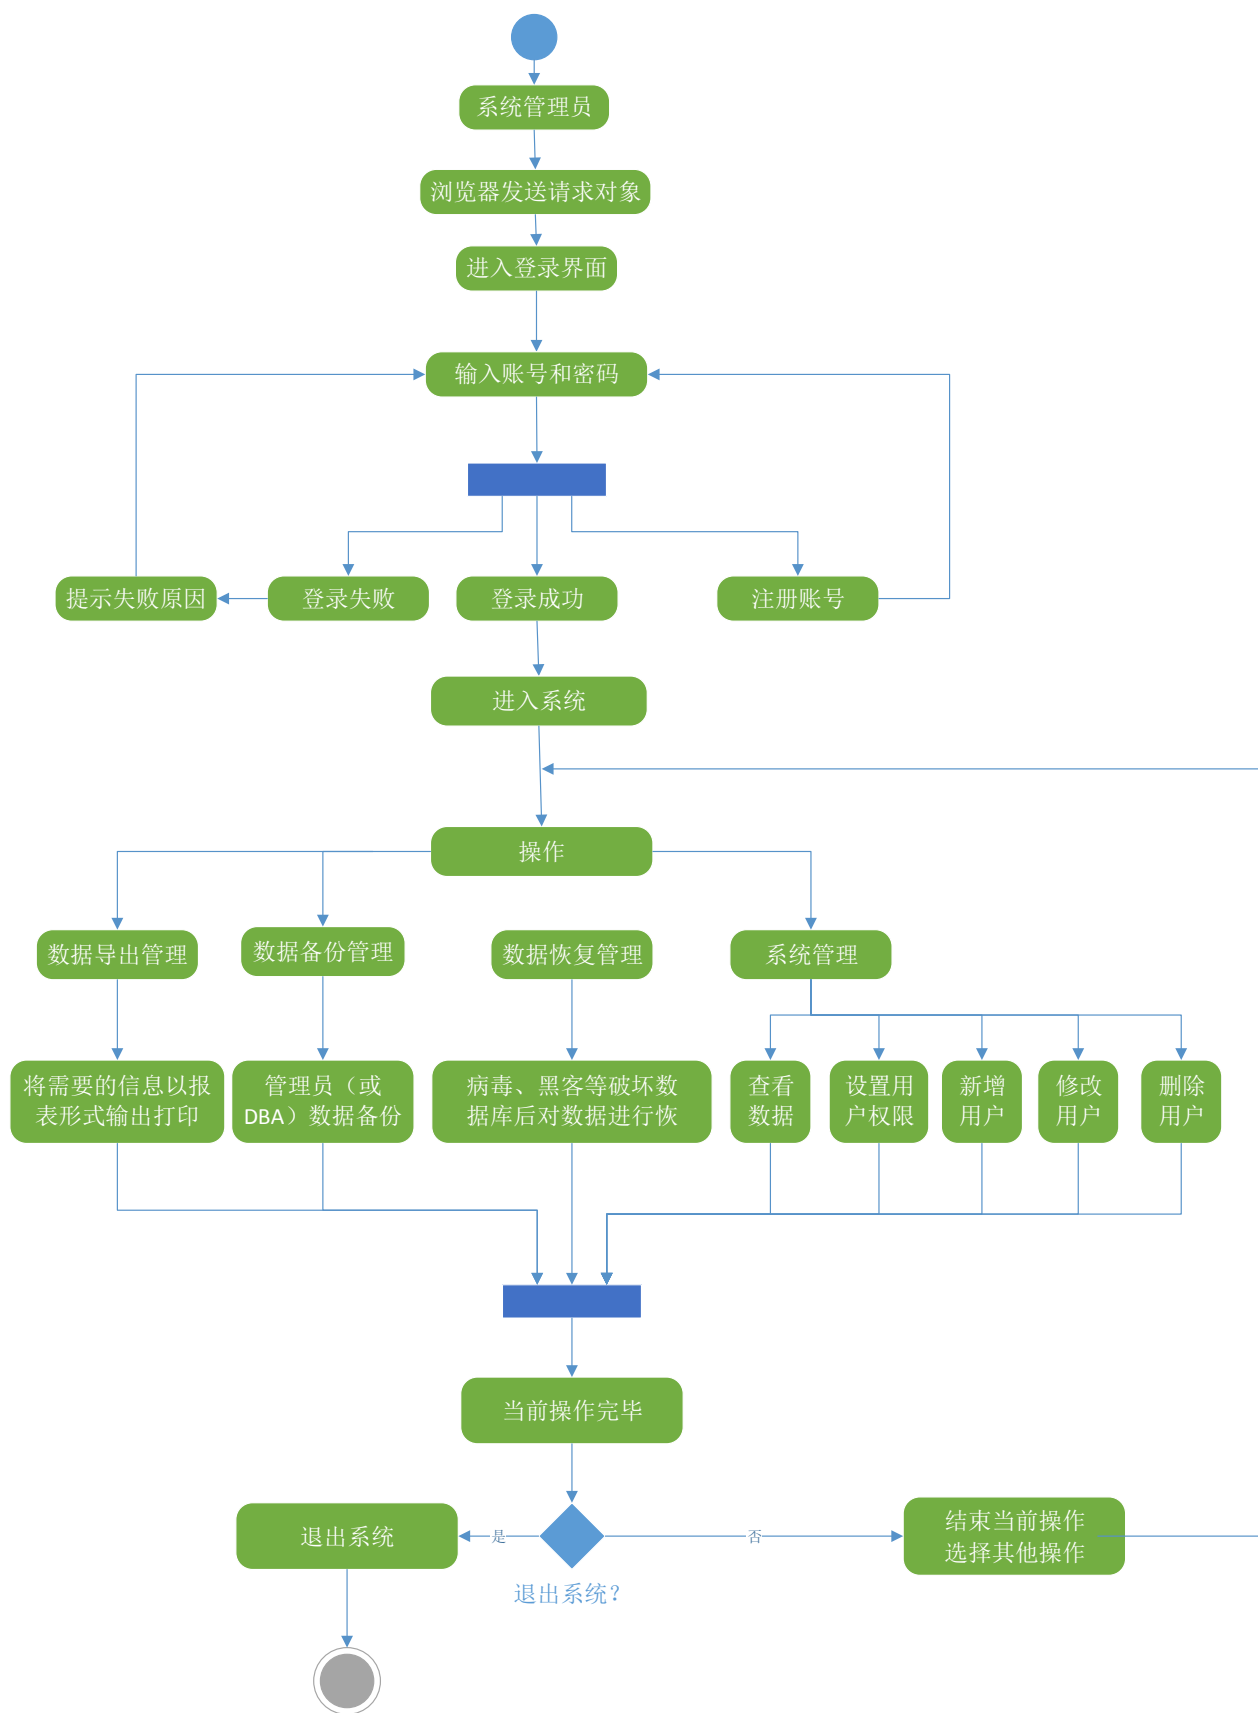 系统管理员
浏览器发送请求对象
进入登录界面
输入账号和密码
提示失败原因
登录失败
登录成功
注册账号
进入系统
操作
数据导出管理
数据备份管理
数据恢复管理
系统管理
将需要的信息以报
表形式输出打印
管理员（或
DBA）数据备份
病毒、黑客等破坏数
据库后对数据进行恢
查看
数据
设置用
户权限
新增
用户
修改
用户
删除
用户
当前操作完毕
退出系统
是
否
结束当前操作
选择其他操作
退出系统？